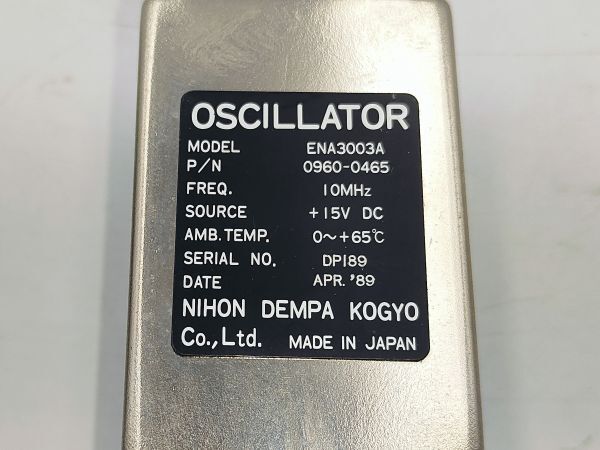 OSCILLATOR
MODEL ENA3003A
P/N 0960-0465
FREQ. 10MHz
SOURCE +15V DC
AMB.TEMP. 0~+65℃
SERIAL NO. DP189
DATE APR.'89
NIHON DEMPA KOGYO
Co.,Ltd. MADE IN JAPAN